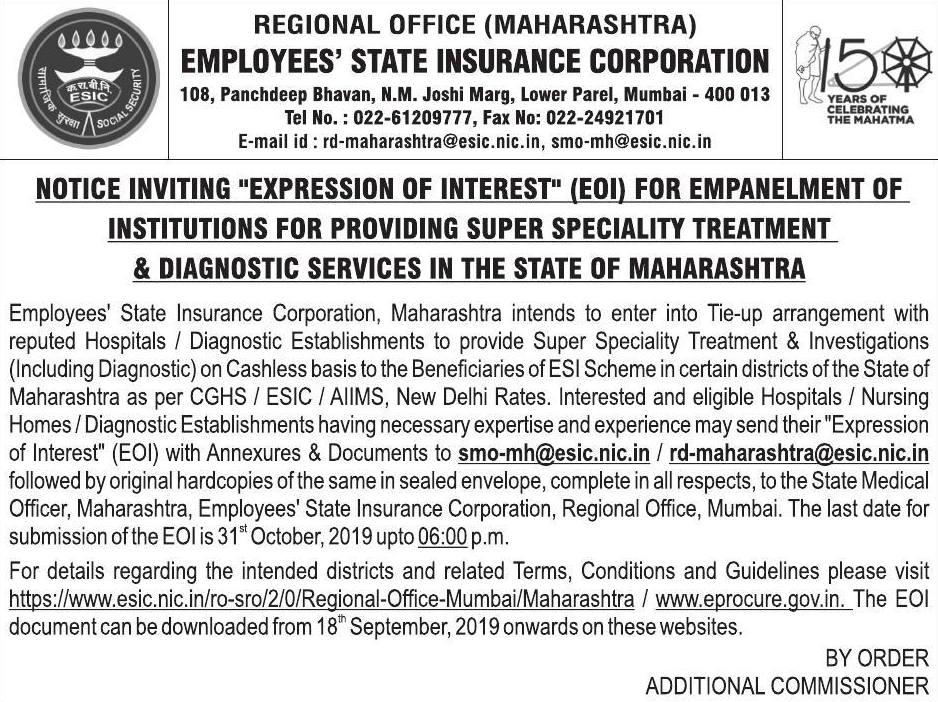 REGIONAL OFFICE (MAHARASHTRA)
EMPLOYEES' STATE INSURANCE CORPORATION
108, Panchdeep Bhavan, N.M. Joshi Marg, Lower Parel, Mumbai - 400 013
Tel No. : 022-61209777, Fax No: 022-24921701
E-mail id : rd-maharashtra@esic.nic.in, smo-mh@esic.nic.in
क.रा.बी.नि.
ESIC
सामाजिक सुरक्षा
SOCIAL SECURITY
150
YEARS OF
CELEBRATING
THE MAHATMA
NOTICE INVITING "EXPRESSION OF INTEREST" (EOI) FOR EMPANELMENT OF
INSTITUTIONS FOR PROVIDING SUPER SPECIALITY TREATMENT
& DIAGNOSTIC SERVICES IN THE STATE OF MAHARASHTRA
Employees' State Insurance Corporation, Maharashtra intends to enter into Tie-up arrangement with
reputed Hospitals / Diagnostic Establishments to provide Super Speciality Treatment & Investigations
(Including Diagnostic) on Cashless basis to the Beneficiaries of ESI Scheme in certain districts of the State of
Maharashtra as per CGHS / ESIC / AIIMS, New Delhi Rates. Interested and eligible Hospitals / Nursing
Homes / Diagnostic Establishments having necessary expertise and experience may send their "Expression
of Interest" (EOI) with Annexures & Documents to smo-mh@esic.nic.in / rd-maharashtra@esic.nic.in
followed by original hardcopies of the same in sealed envelope, complete in all respects, to the State Medical
Officer, Maharashtra, Employees' State Insurance Corporation, Regional Office, Mumbai. The last date for
submission of the EOI is 31st October, 2019 upto 06:00 p.m.
For details regarding the intended districts and related Terms, Conditions and Guidelines please visit
https://www.esic.nic.in/ro-sro/2/0/Regional-Office-Mumbai/Maharashtra / www.eprocure.gov.in. The EOI
document can be downloaded from 18th September, 2019 onwards on these websites.
BY ORDER
ADDITIONAL COMMISSIONER